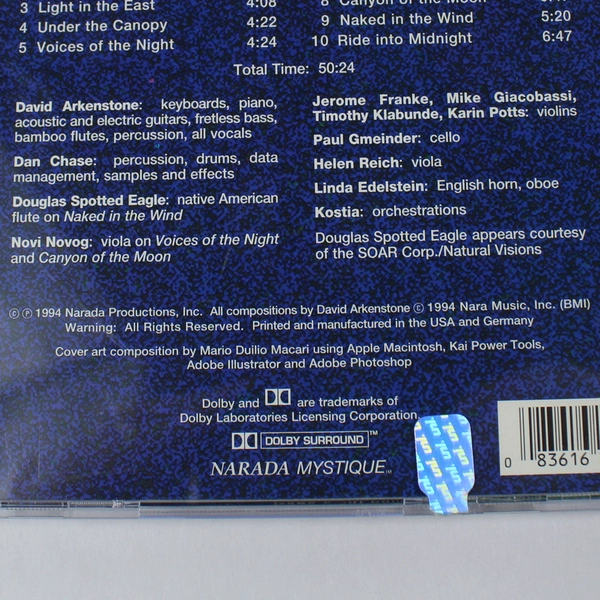 3 Light in the East 4:08
4 Under the Canopy 4:22
5 Voices of the Night 4:24
8 Canyon of the Moon
9 Naked in the Wind 5:20
10 Ride into Midnight 6:47
Total Time: 50:24
David Arkenstone: keyboards, piano,
acoustic and electric guitars, fretless bass,
bamboo flutes, percussion, all vocals
Dan Chase: percussion, drums, data
management, samples and effects
Douglas Spotted Eagle: native American
flute on Naked in the Wind
Novi Novog: viola on Voices of the Night
and Canyon of the Moon
Jerome Franke, Mike Giacobassi,
Timothy Klabunde, Karin Potts: violins
Paul Gmeinder: cello
Helen Reich: viola
Linda Edelstein: English horn, oboe
Kostia: orchestrations
Douglas Spotted Eagle appears courtesy
of the SOAR Corp./Natural Visions
© ℗ 1994 Narada Productions, Inc. All compositions by David Arkenstone © 1994 Nara Music, Inc. (BMI)
Warning: All Rights Reserved. Printed and manufactured in the USA and Germany
Cover art composition by Mario Duilio Macari using Apple Macintosh, Kai Power Tools,
Adobe Illustrator and Adobe Photoshop
Dolby and are trademarks of
Dolby Laboratories Licensing Corporation
DOLBY SURROUND™
NARADA MYSTIQUE™
0 83616